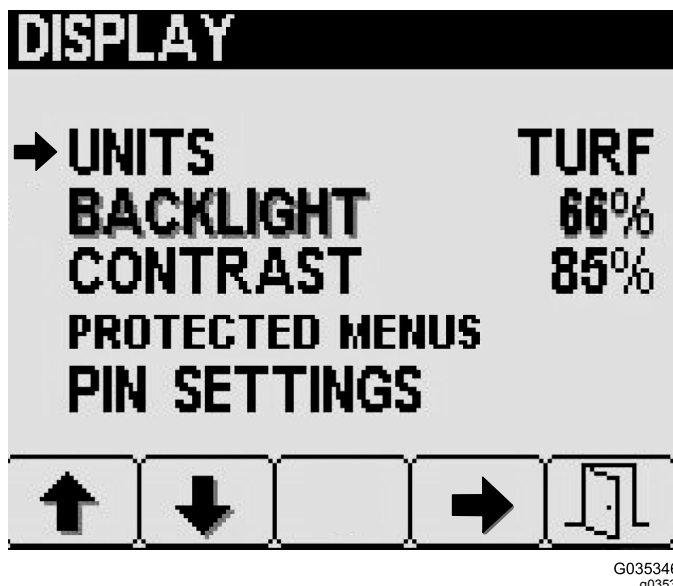 DISPLAY
UNITS TURF
BACKLIGHT 66%
CONTRAST 85%
PROTECTED MENUS
PIN SETTINGS
G035346